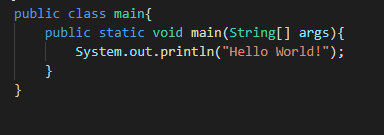 public class main{
    public static void main(String[] args){
        System.out.println("Hello World!");
    }
}